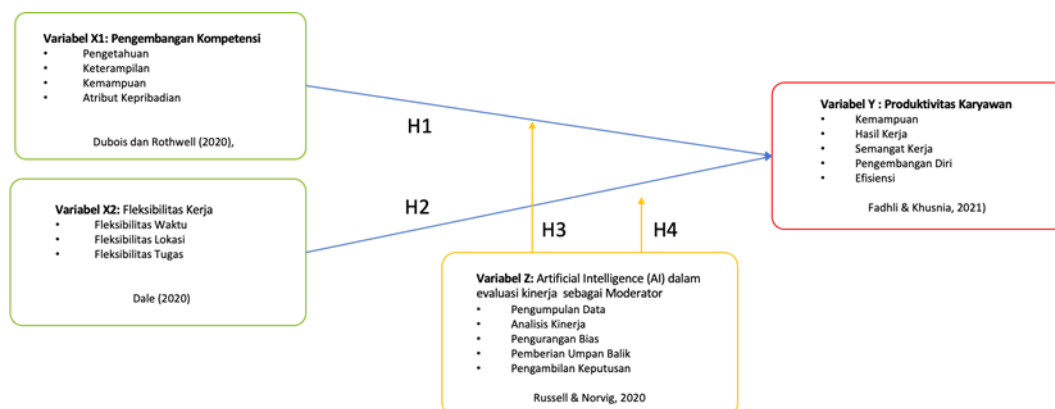 Variabel X1: Pengembangan Kompetensi
• Pengetahuan
• Keterampilan
• Kemampuan
• Atribut Kepribadian
Dubois dan Rothwell (2020),
Variabel X2: Fleksibilitas Kerja
• Fleksibilitas Waktu
• Fleksibilitas Lokasi
• Fleksibilitas Tugas
Dale (2020)
H1
H2
H3
H4
Variabel Y : Produktivitas Karyawan
• Kemampuan
• Hasil Kerja
• Semangat Kerja
• Pengembangan Diri
• Efisiensi
Fadhli & Khusnia, 2021)
Variabel Z: Artificial Intelligence (AI) dalam
evaluasi kinerja sebagai Moderator
• Pengumpulan Data
• Analisis Kinerja
• Pengurangan Bias
• Pemberian Umpan Balik
• Pengambilan Keputusan
Russell & Norvig, 2020